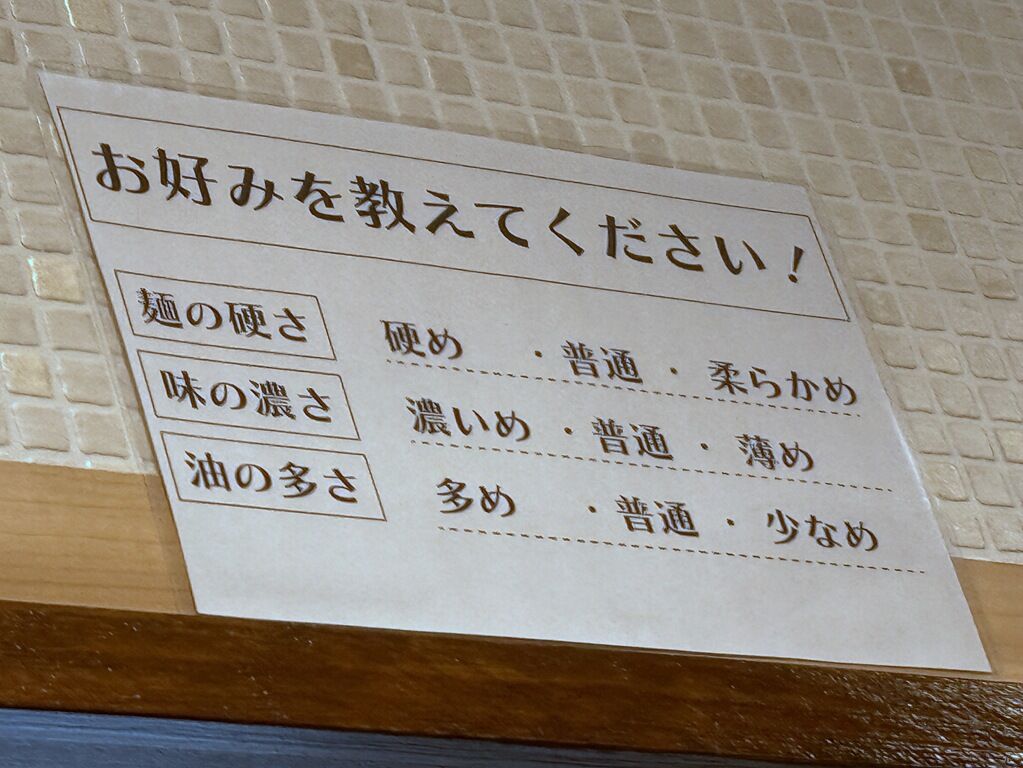 お好みを教えてください！
麺の硬さ 硬め ・普通・柔らかめ
味の濃さ 濃いめ ・普通・薄め
油の多さ 多め ・普通・少なめ